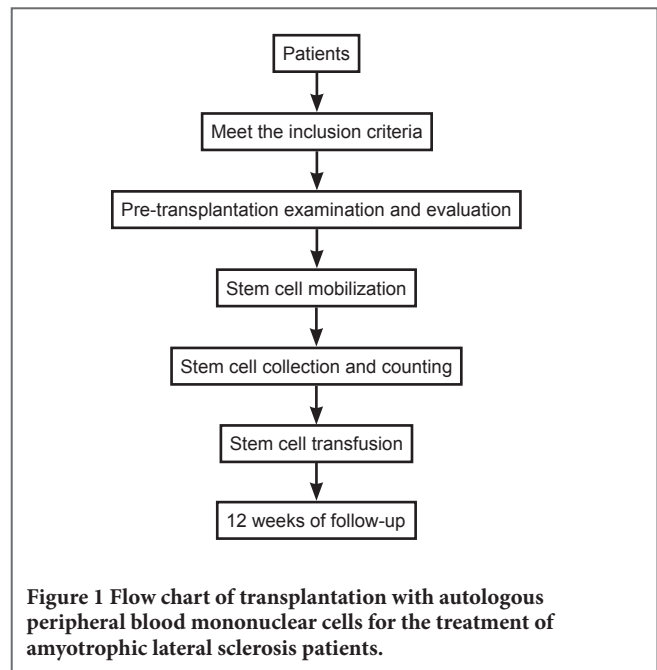 Patients
Meet the inclusion criteria
Pre-transplantation examination and evaluation
Stem cell mobilization
Stem cell collection and counting
Stem cell transfusion
12 weeks of follow-up
Figure 1 Flow chart of transplantation with autologous
peripheral blood mononuclear cells for the treatment of
amyotrophic lateral sclerosis patients.